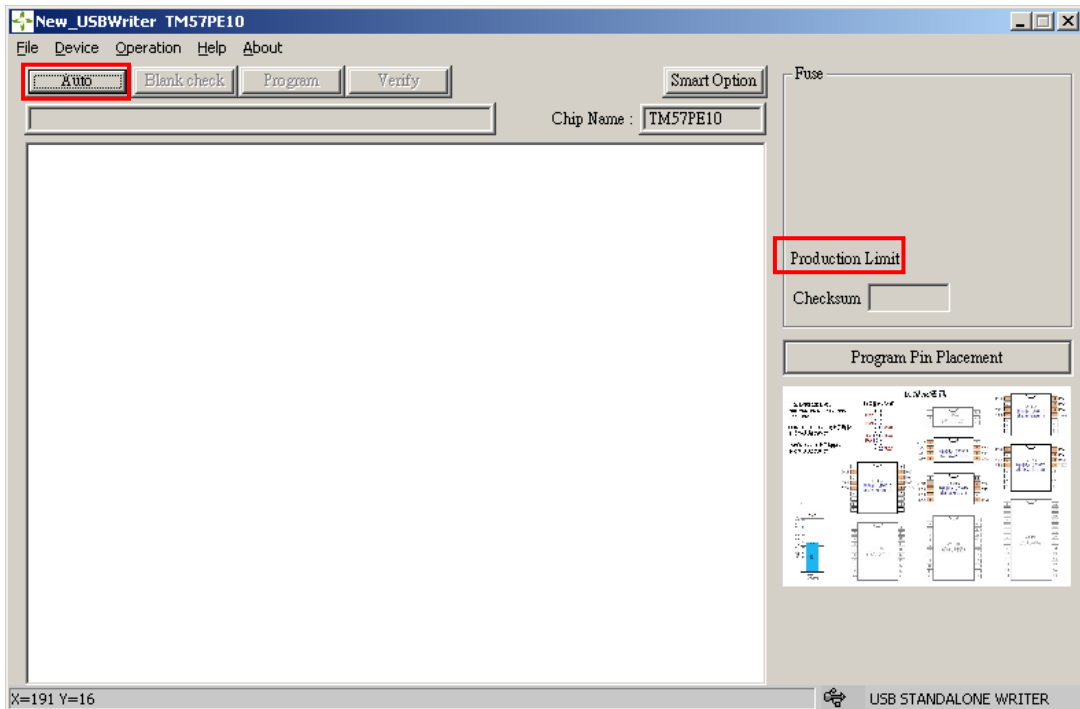 New_USBWriter TM57PE10
File Device Operation Help About
Auto Blank check Program Verify Smart Option
Chip Name : TM57PE10
Fuse
Production Limit
Checksum
Program Pin Placement
X=191 Y=16 USB STANDALONE WRITER